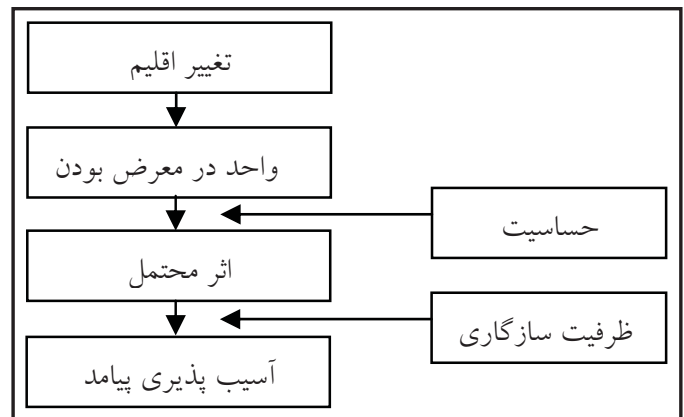 تغییر اقلیم
واحد در معرض بودن
حساسیت
اثر محتمل
ظرفیت سازگاری
آسیب پذیری پیامد